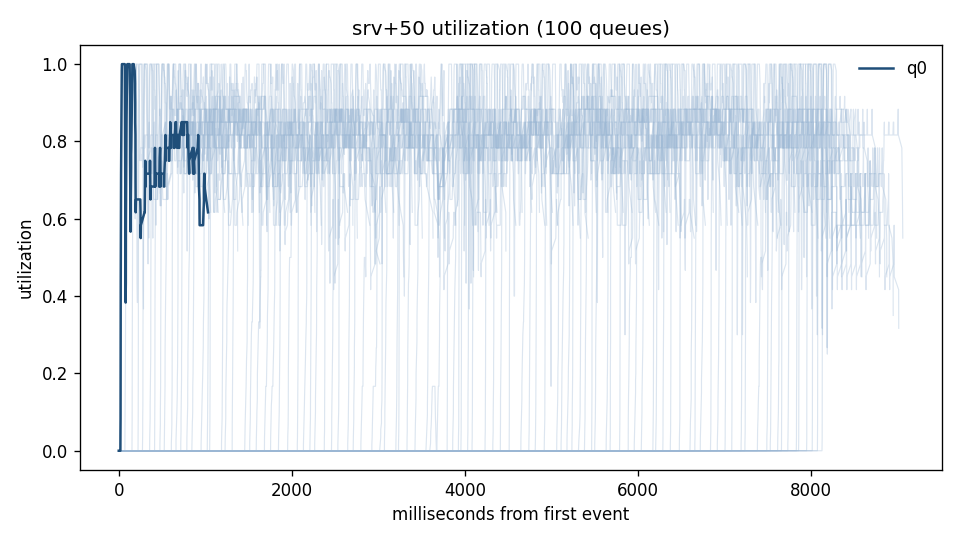 srv+50 utilization (100 queues)
q0
1.0
0.8
0.6
0.4
0.2
0.0
utilization
0 2000 4000 6000 8000
milliseconds from first event